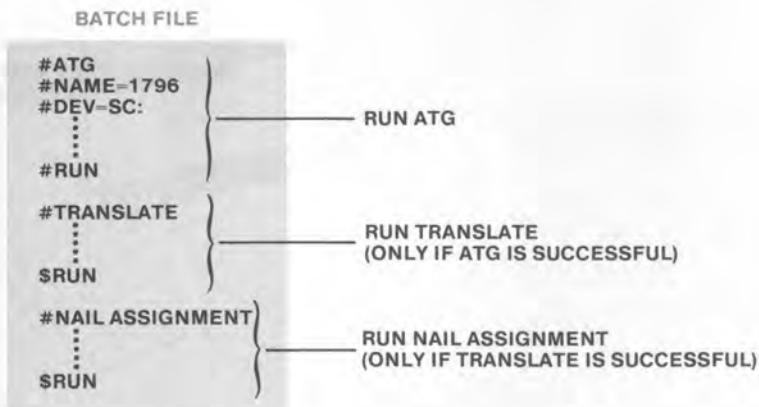 BATCH FILE
#ATG
#NAME=1796
#DEV=SC:
#RUN
RUN ATG
#TRANSLATE
$RUN
RUN TRANSLATE
(ONLY IF ATG IS SUCCESSFUL)
#NAIL ASSIGNMENT
$RUN
RUN NAIL ASSIGNMENT
(ONLY IF TRANSLATE IS SUCCESSFUL)